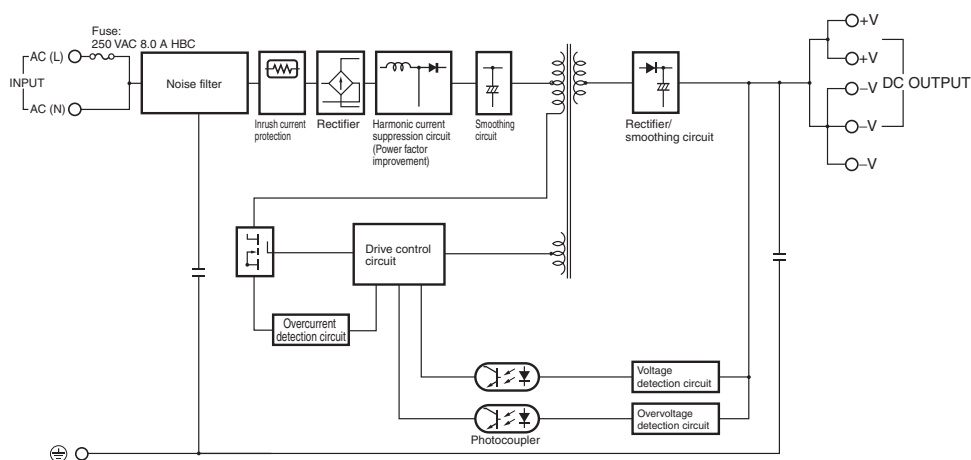 Fuse:
250 VAC 8.0 A HBC
AC (L)
INPUT
AC (N)
Noise filter
Inrush current
protection
Rectifier
Harmonic current
suppression circuit
(Power factor
improvement)
Smoothing
circuit
Rectifier/
smoothing circuit
+V
+V
DC OUTPUT
–V
–V
–V
Drive control
circuit
Overcurrent
detection circuit
Voltage
detection circuit
Overvoltage
detection circuit
Photocoupler